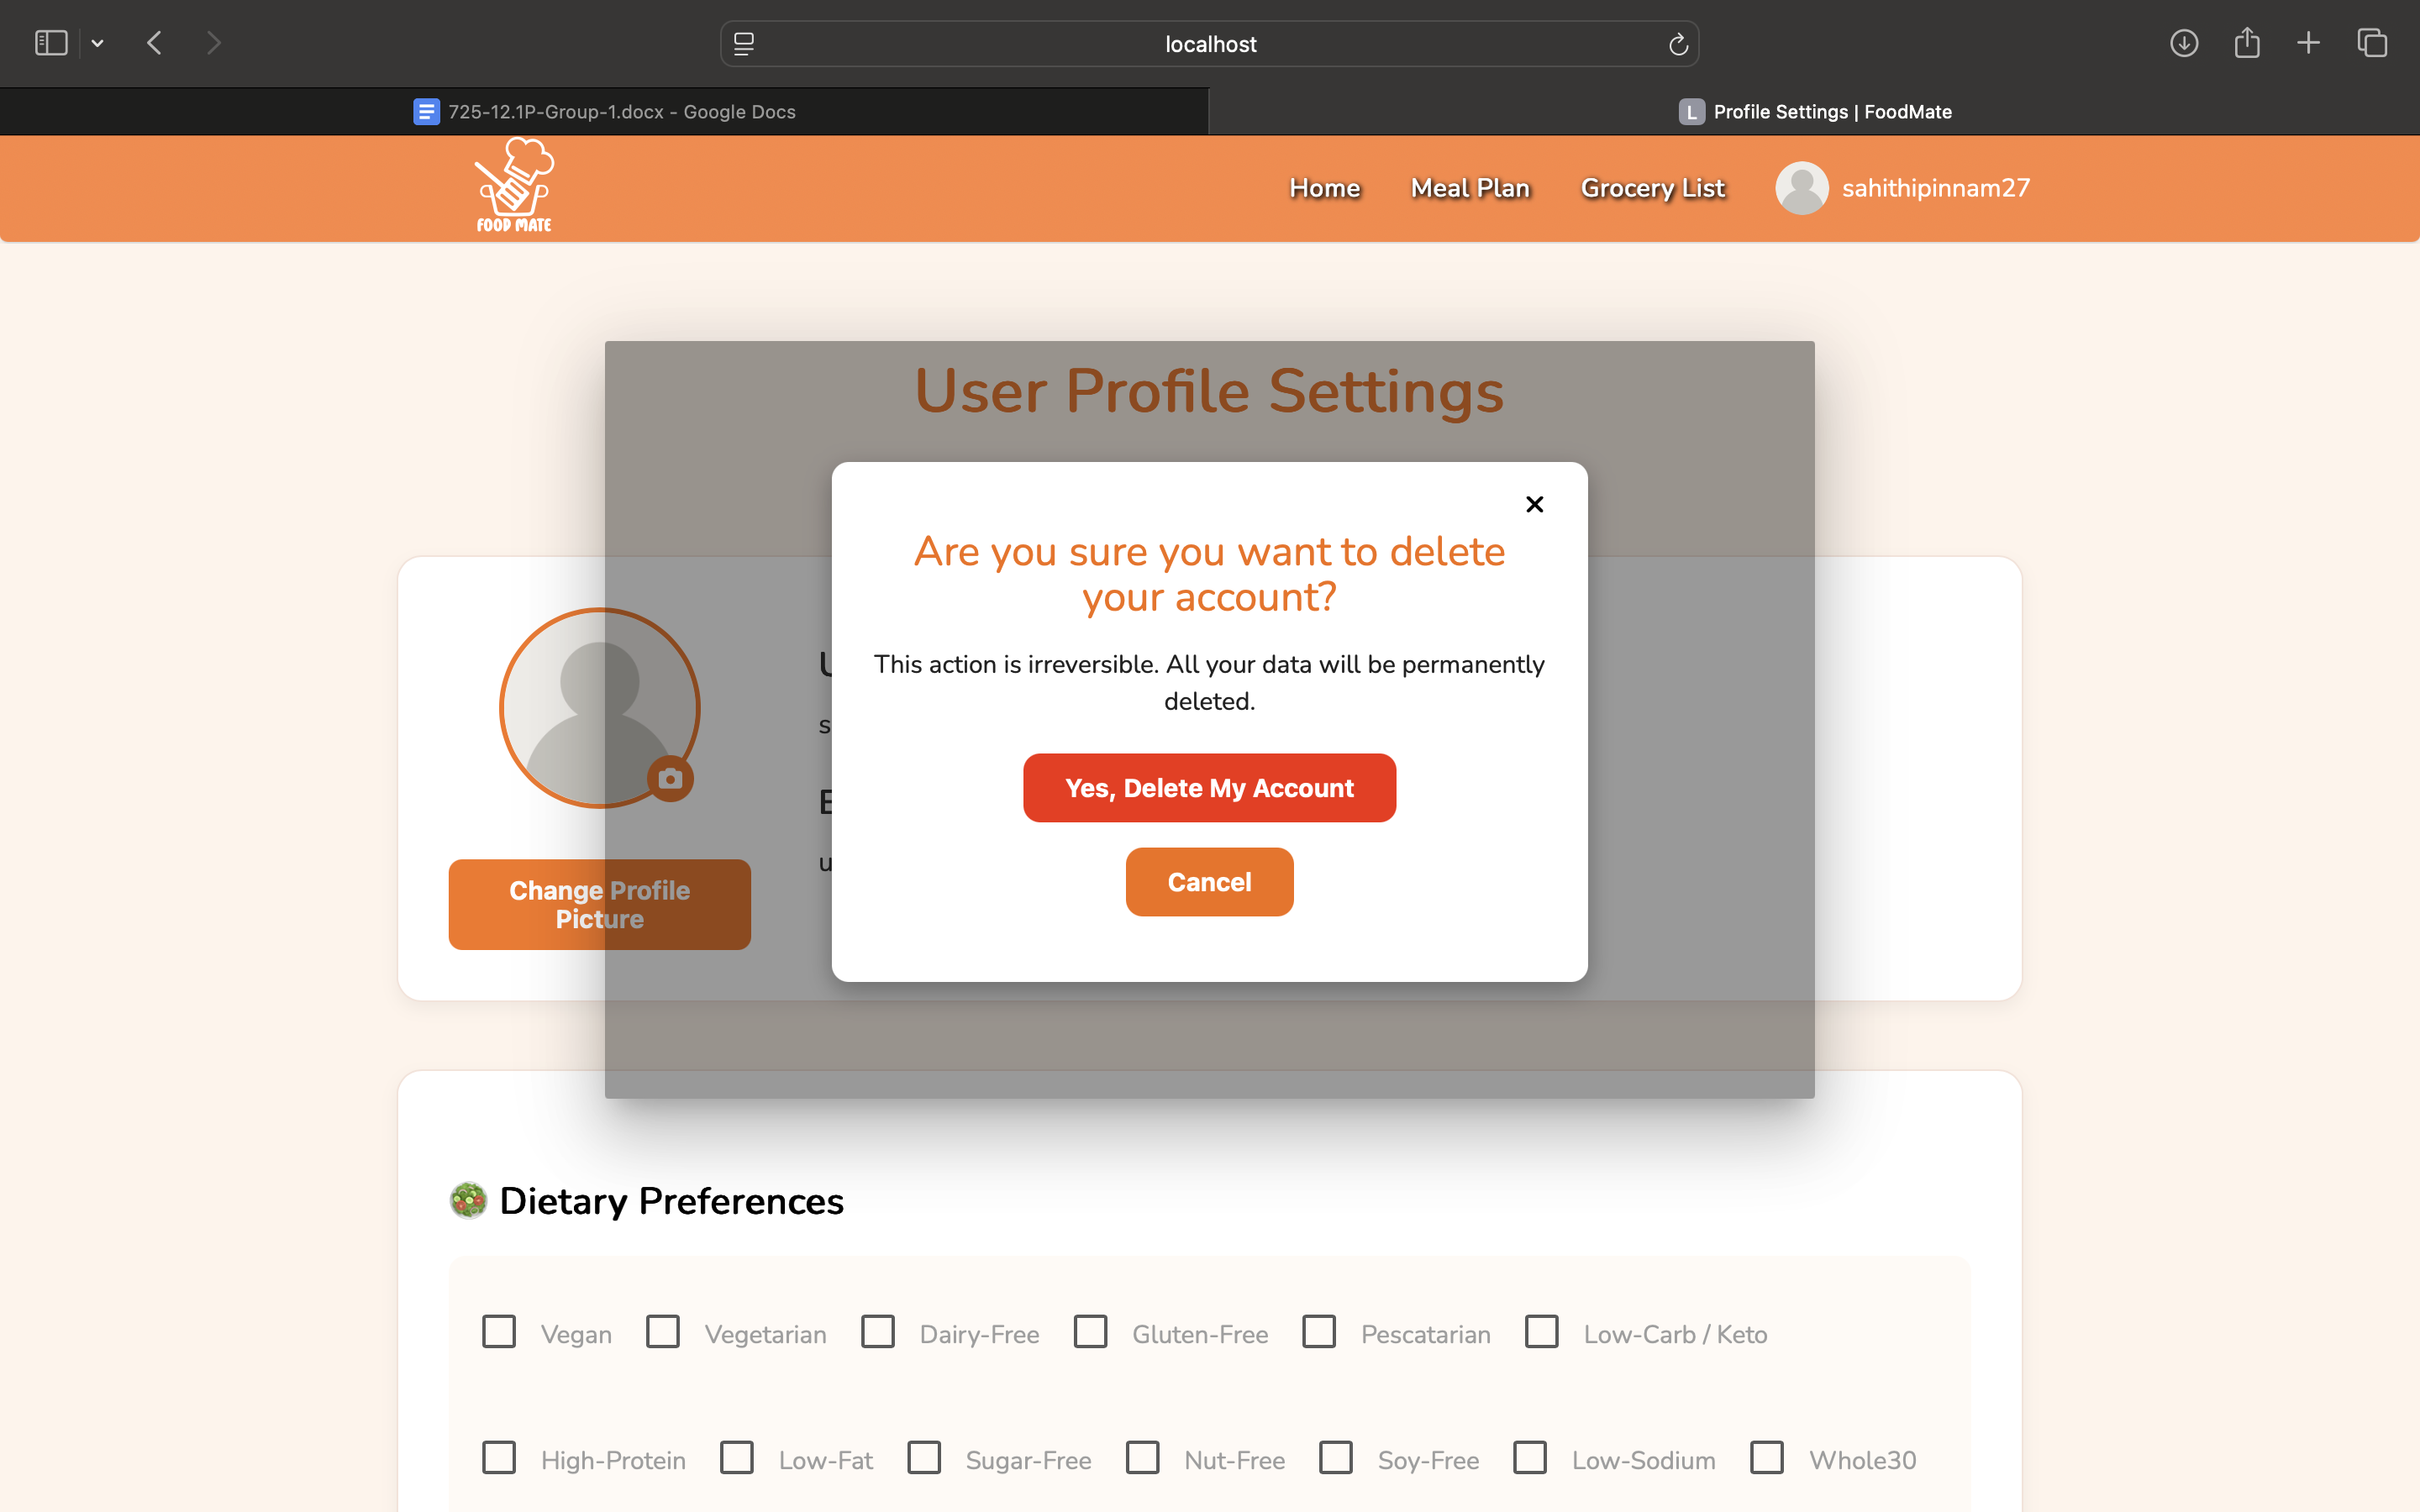 localhost
725-12.1P-Group-1.docx - Google Docs
L Profile Settings | FoodMate
FOOD MATE
Home Meal Plan Grocery List sahithipinnam27
User Profile Settings
Are you sure you want to delete
your account?
This action is irreversible. All your data will be permanently
deleted.
Yes, Delete My Account
Cancel
Change Profile
Picture
Dietary Preferences
Vegan Vegetarian Dairy-Free Gluten-Free Pescatarian Low-Carb / Keto
High-Protein Low-Fat Sugar-Free Nut-Free Soy-Free Low-Sodium Whole30